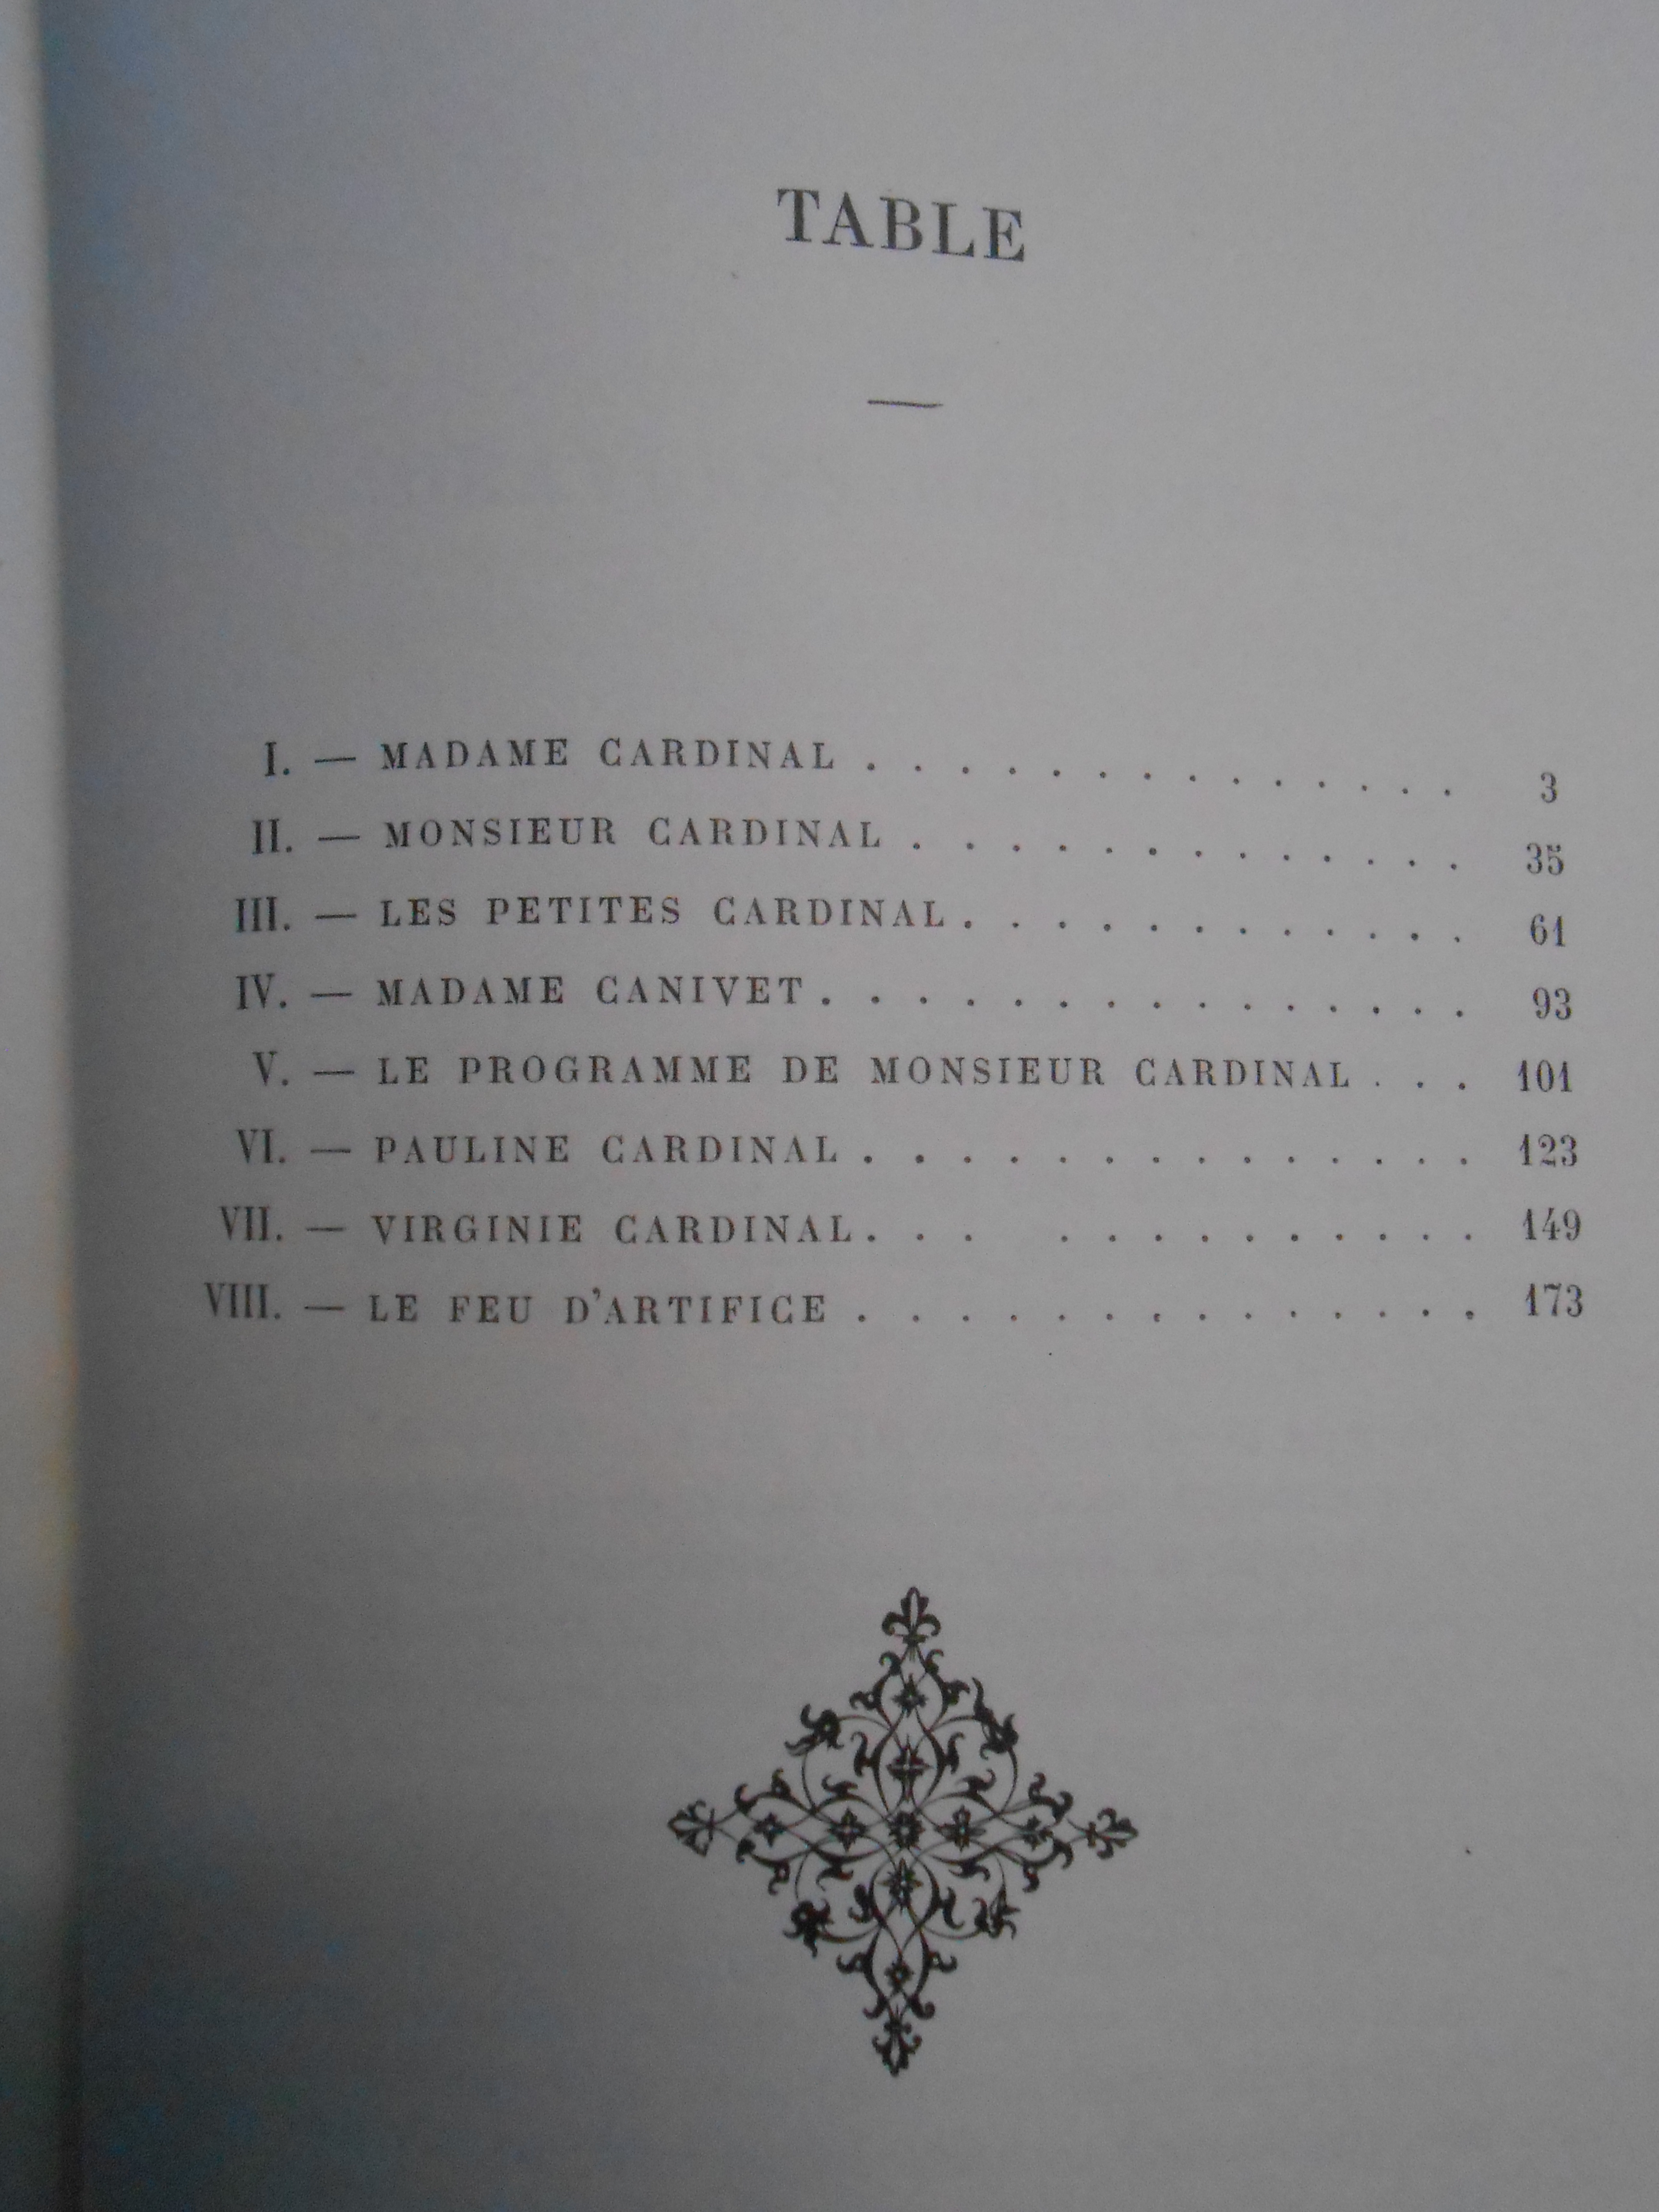 TABLE
I. — MADAME CARDINAL . . . . . . . . . . . . . . 3
II. — MONSIEUR CARDINAL . . . . . . . . . . . . . 35
III. — LES PETITES CARDINAL . . . . . . . . . . . . 61
IV. — MADAME CANIVET . . . . . . . . . . . . . . . 93
V. — LE PROGRAMME DE MONSIEUR CARDINAL . . . 101
VI. — PAULINE CARDINAL . . . . . . . . . . . . . . 123
VII. — VIRGINIE CARDINAL . . . . . . . . . . . . . 149
VIII. — LE FEU D'ARTIFICE . . . . . . . . . . . . . . 173